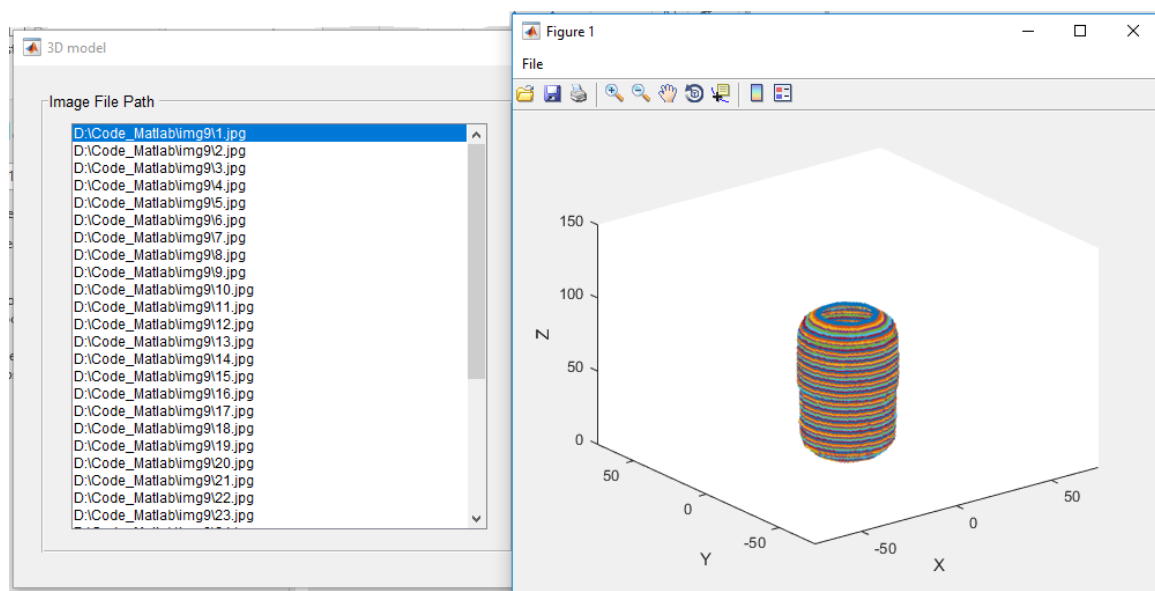 3D model
Image File Path
D:\Code_Matlab\img9\1.jpg
D:\Code_Matlab\img9\2.jpg
D:\Code_Matlab\img9\3.jpg
D:\Code_Matlab\img9\4.jpg
D:\Code_Matlab\img9\5.jpg
D:\Code_Matlab\img9\6.jpg
D:\Code_Matlab\img9\7.jpg
D:\Code_Matlab\img9\8.jpg
D:\Code_Matlab\img9\9.jpg
D:\Code_Matlab\img9\10.jpg
D:\Code_Matlab\img9\11.jpg
D:\Code_Matlab\img9\12.jpg
D:\Code_Matlab\img9\13.jpg
D:\Code_Matlab\img9\14.jpg
D:\Code_Matlab\img9\15.jpg
D:\Code_Matlab\img9\16.jpg
D:\Code_Matlab\img9\17.jpg
D:\Code_Matlab\img9\18.jpg
D:\Code_Matlab\img9\19.jpg
D:\Code_Matlab\img9\20.jpg
D:\Code_Matlab\img9\21.jpg
D:\Code_Matlab\img9\22.jpg
D:\Code_Matlab\img9\23.jpg
Figure 1
File
150
100
50
0
Z
50
0
-50
Y
-50
0
50
X